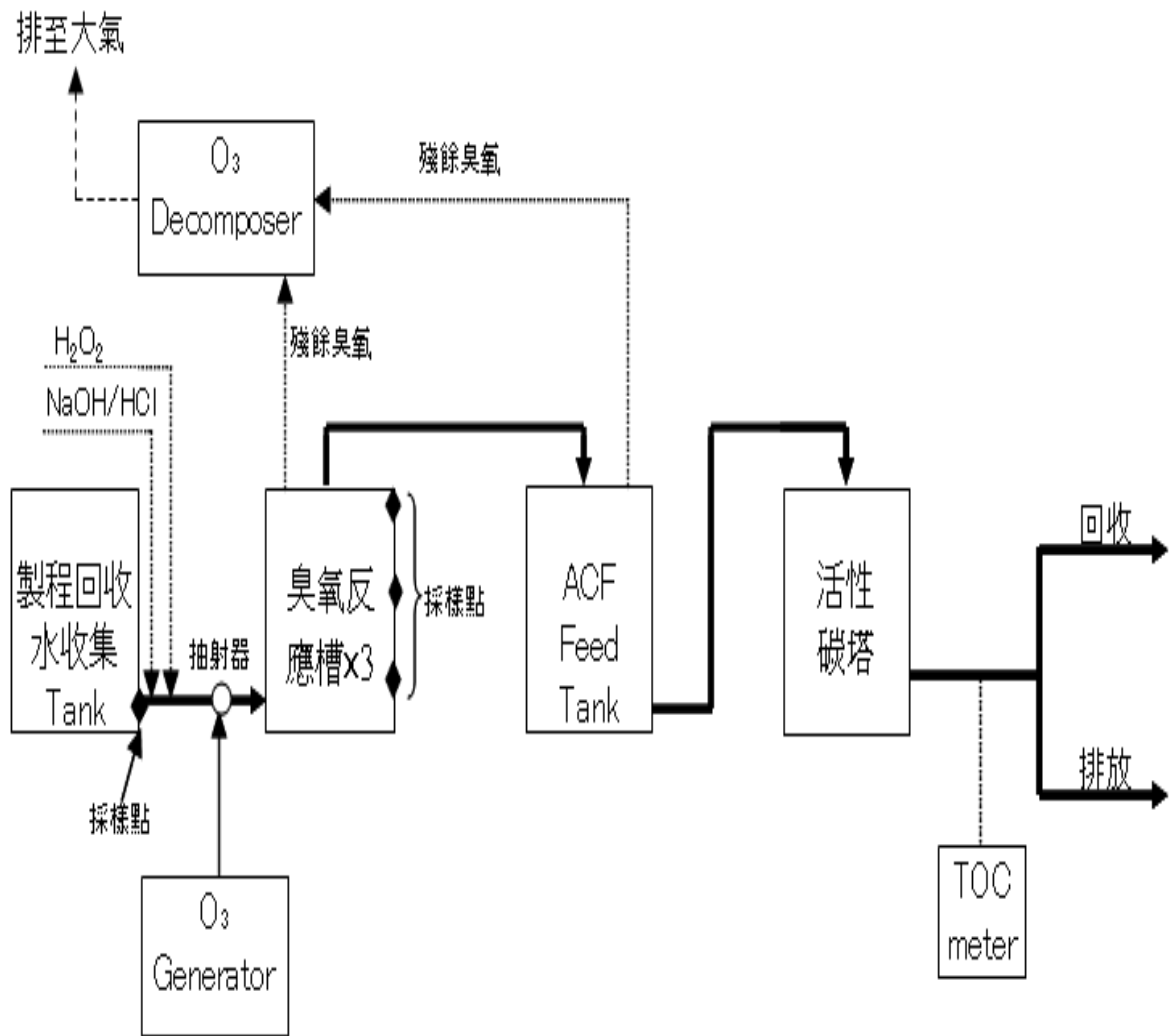 排至大氣
O₃
Decomposer
殘餘臭氧
殘餘臭氧
H₂O₂
NaOH/HCl
製程回收
水收集
Tank
抽射器
臭氧反
應槽x3
採樣點
ACF
Feed
Tank
活性
碳塔
回收
排放
採樣點
O₃
Generator
TOC
meter